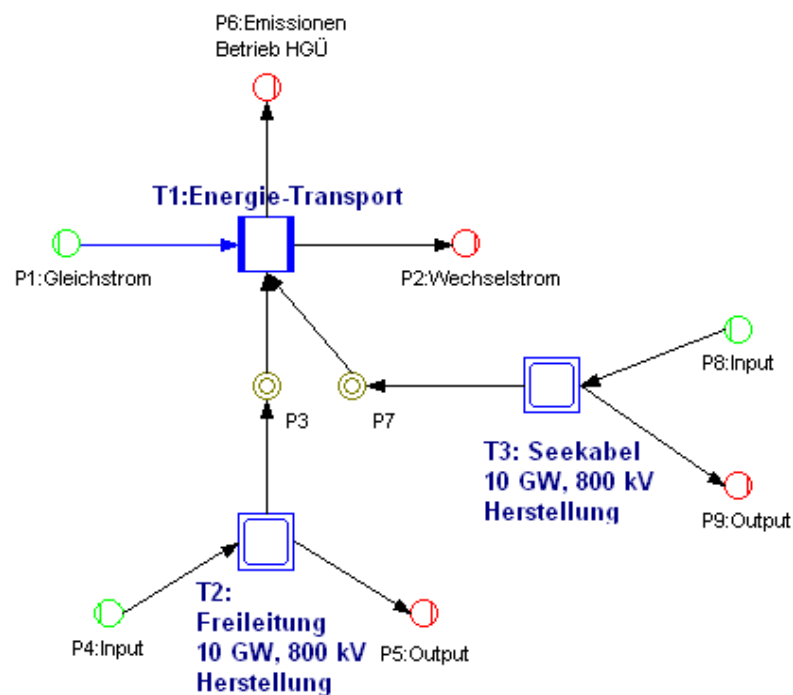 P6:Emissionen
Betrieb HGÜ
T1:Energie-Transport
P1:Gleichstrom
P2:Wechselstrom
P8:Input
P3
P7
T3: Seekabel
10 GW, 800 kV
Herstellung
P9:Output
T2:
Freileitung
10 GW, 800 kV
Herstellung
P4:Input
P5:Output